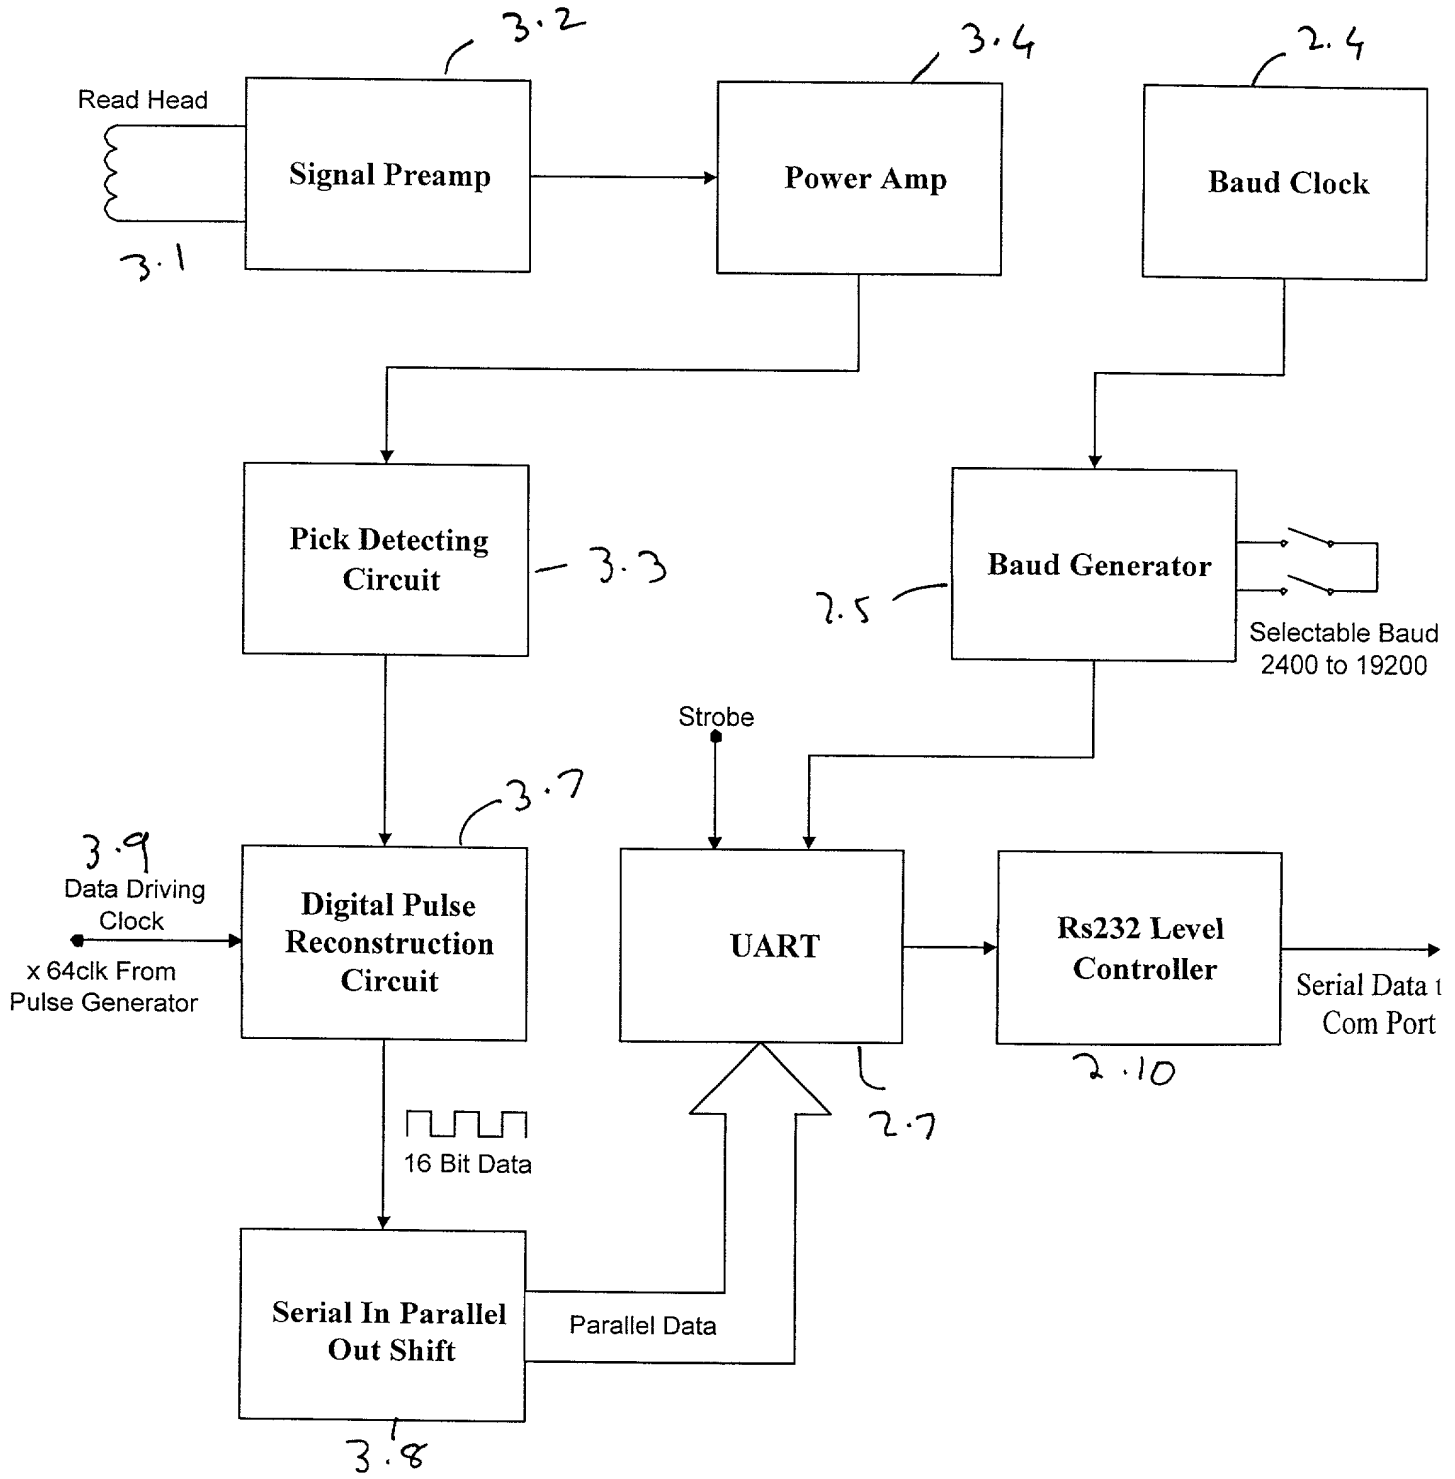 3.2
3.4
2.4
Read Head
Signal Preamp
Power Amp
Baud Clock
3.1
Pick Detecting
Circuit
3.3
Baud Generator
2.5
Selectable Baud
2400 to 19200
Strobe
3.7
3.9
Data Driving
Clock
x 64clk From
Pulse Generator
Digital Pulse
Reconstruction
Circuit
UART
Rs232 Level
Controller
Serial Data t
Com Port
2.10
2.7
16 Bit Data
Serial In Parallel
Out Shift
Parallel Data
3.8